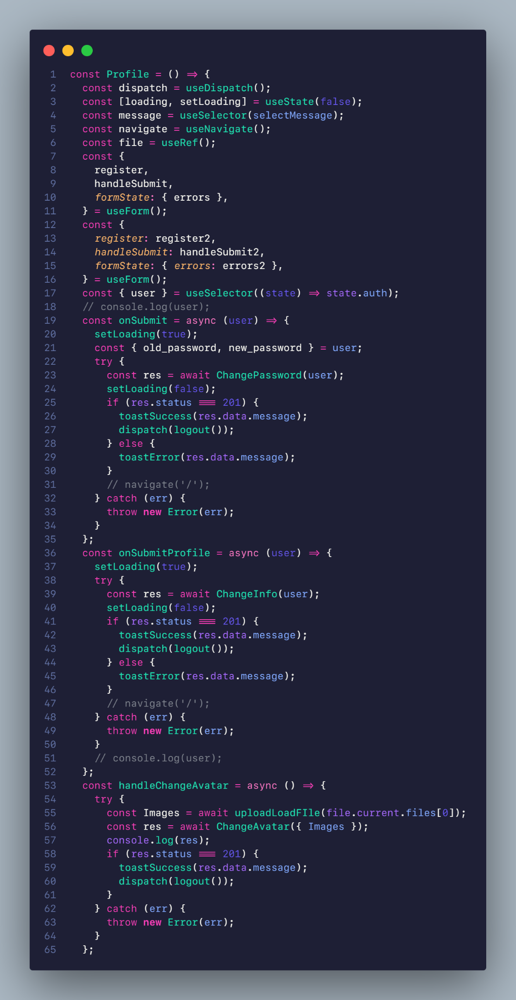 1 const Profile = () => {
2 const dispatch = useDispatch();
3 const [loading, setLoading] = useState(false);
4 const message = useSelector(selectMessage);
5 const navigate = useNavigate();
6 const file = useRef();
7 const {
8 register,
9 handleSubmit,
10 formState: { errors },
11 } = useForm();
12 const {
13 register: register2,
14 handleSubmit: handleSubmit2,
15 formState: { errors: errors2 },
16 } = useForm();
17 const { user } = useSelector((state) => state.auth);
18 // console.log(user);
19 const onSubmit = async (user) => {
20 setLoading(true);
21 const { old_password, new_password } = user;
22 try {
23 const res = await ChangePassword(user);
24 setLoading(false);
25 if (res.status === 201) {
26 toastSuccess(res.data.message);
27 dispatch(logout());
28 } else {
29 toastError(res.data.message);
30 }
31 // navigate('/');
32 } catch (err) {
33 throw new Error(err);
34 }
35 };
36 const onSubmitProfile = async (user) => {
37 setLoading(true);
38 try {
39 const res = await ChangeInfo(user);
40 setLoading(false);
41 if (res.status === 201) {
42 toastSuccess(res.data.message);
43 dispatch(logout());
44 } else {
45 toastError(res.data.message);
46 }
47 // navigate('/');
48 } catch (err) {
49 throw new Error(err);
50 }
51 // console.log(user);
52 };
53 const handleChangeAvatar = async () => {
54 try {
55 const Images = await uploadLoadFIle(file.current.files[0]);
56 const res = await ChangeAvatar({ Images });
57 console.log(res);
58 if (res.status === 201) {
59 toastSuccess(res.data.message);
60 dispatch(logout());
61 }
62 } catch (err) {
63 throw new Error(err);
64 }
65 };